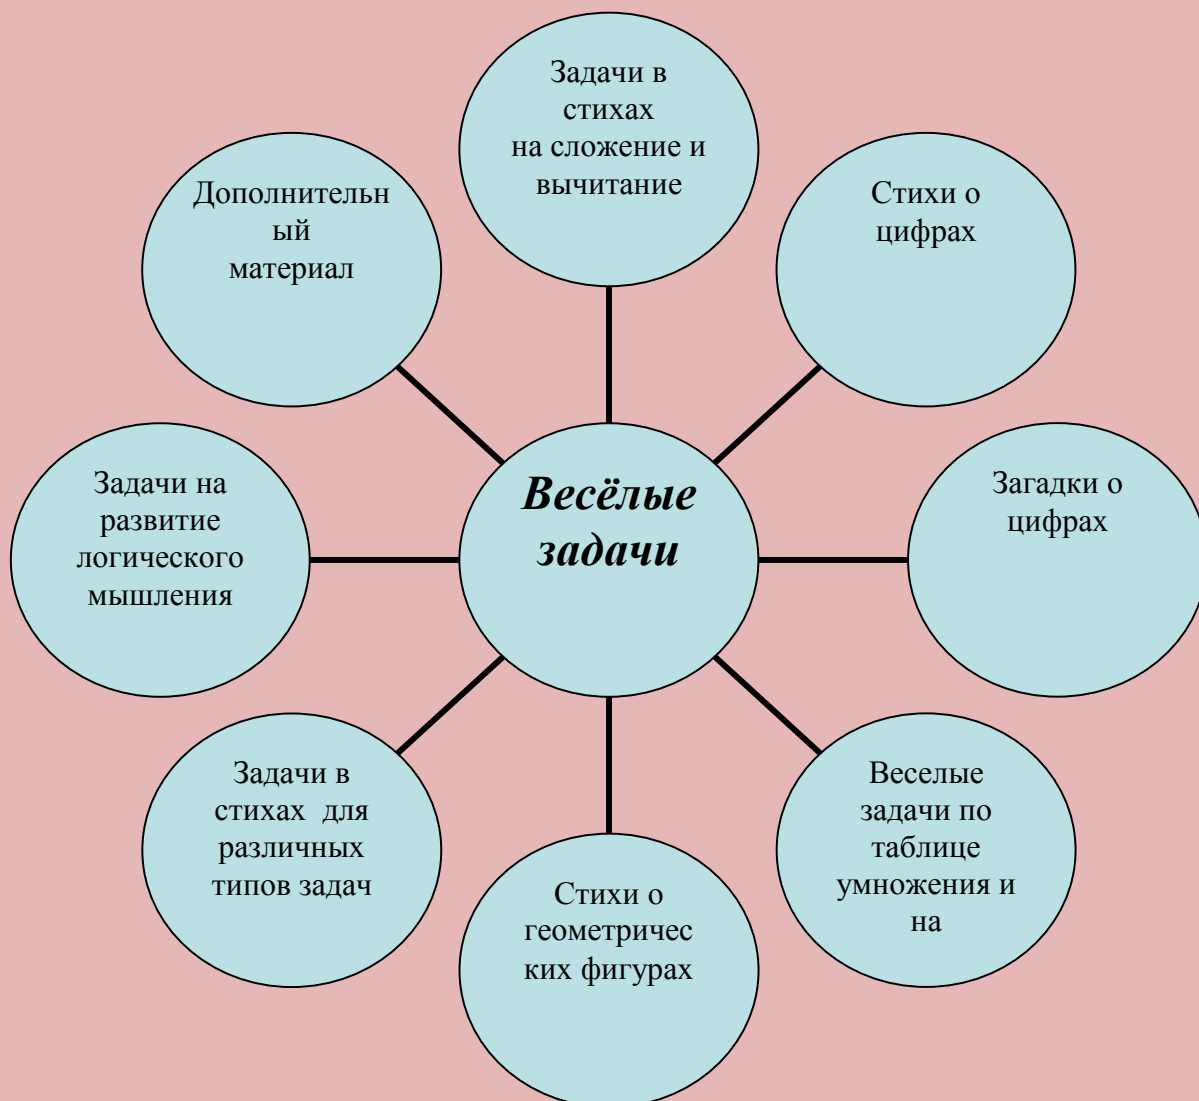 Задачи в
стихах
на сложение и
вычитание
Стихи о
цифрах
Загадки о
цифрах
Веселые
задачи по
таблице
умножения и
на
Стихи о
геометричес
ких фигурах
Задачи в
стихах для
различных
типов задач
Задачи на
развитие
логического
мышления
Дополнительн
ый
материал
Весёлые
задачи